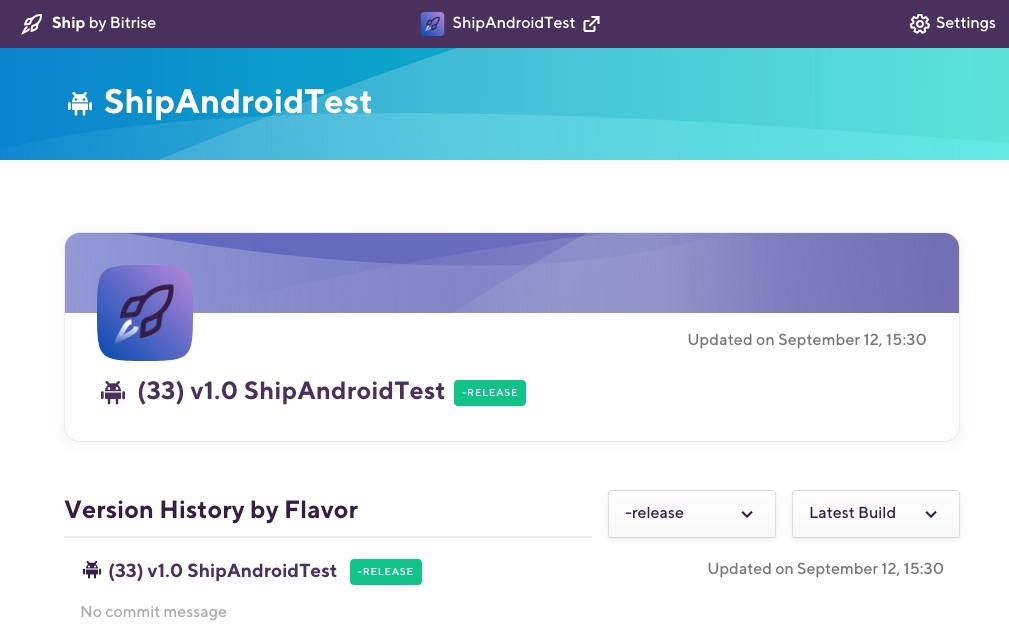 Ship by Bitrise
ShipAndroidTest
Settings
ShipAndroidTest
Updated on September 12, 15:30
(33) v1.0 ShipAndroidTest -RELEASE
Version History by Flavor
-release
Latest Build
(33) v1.0 ShipAndroidTest -RELEASE
Updated on September 12, 15:30
No commit message